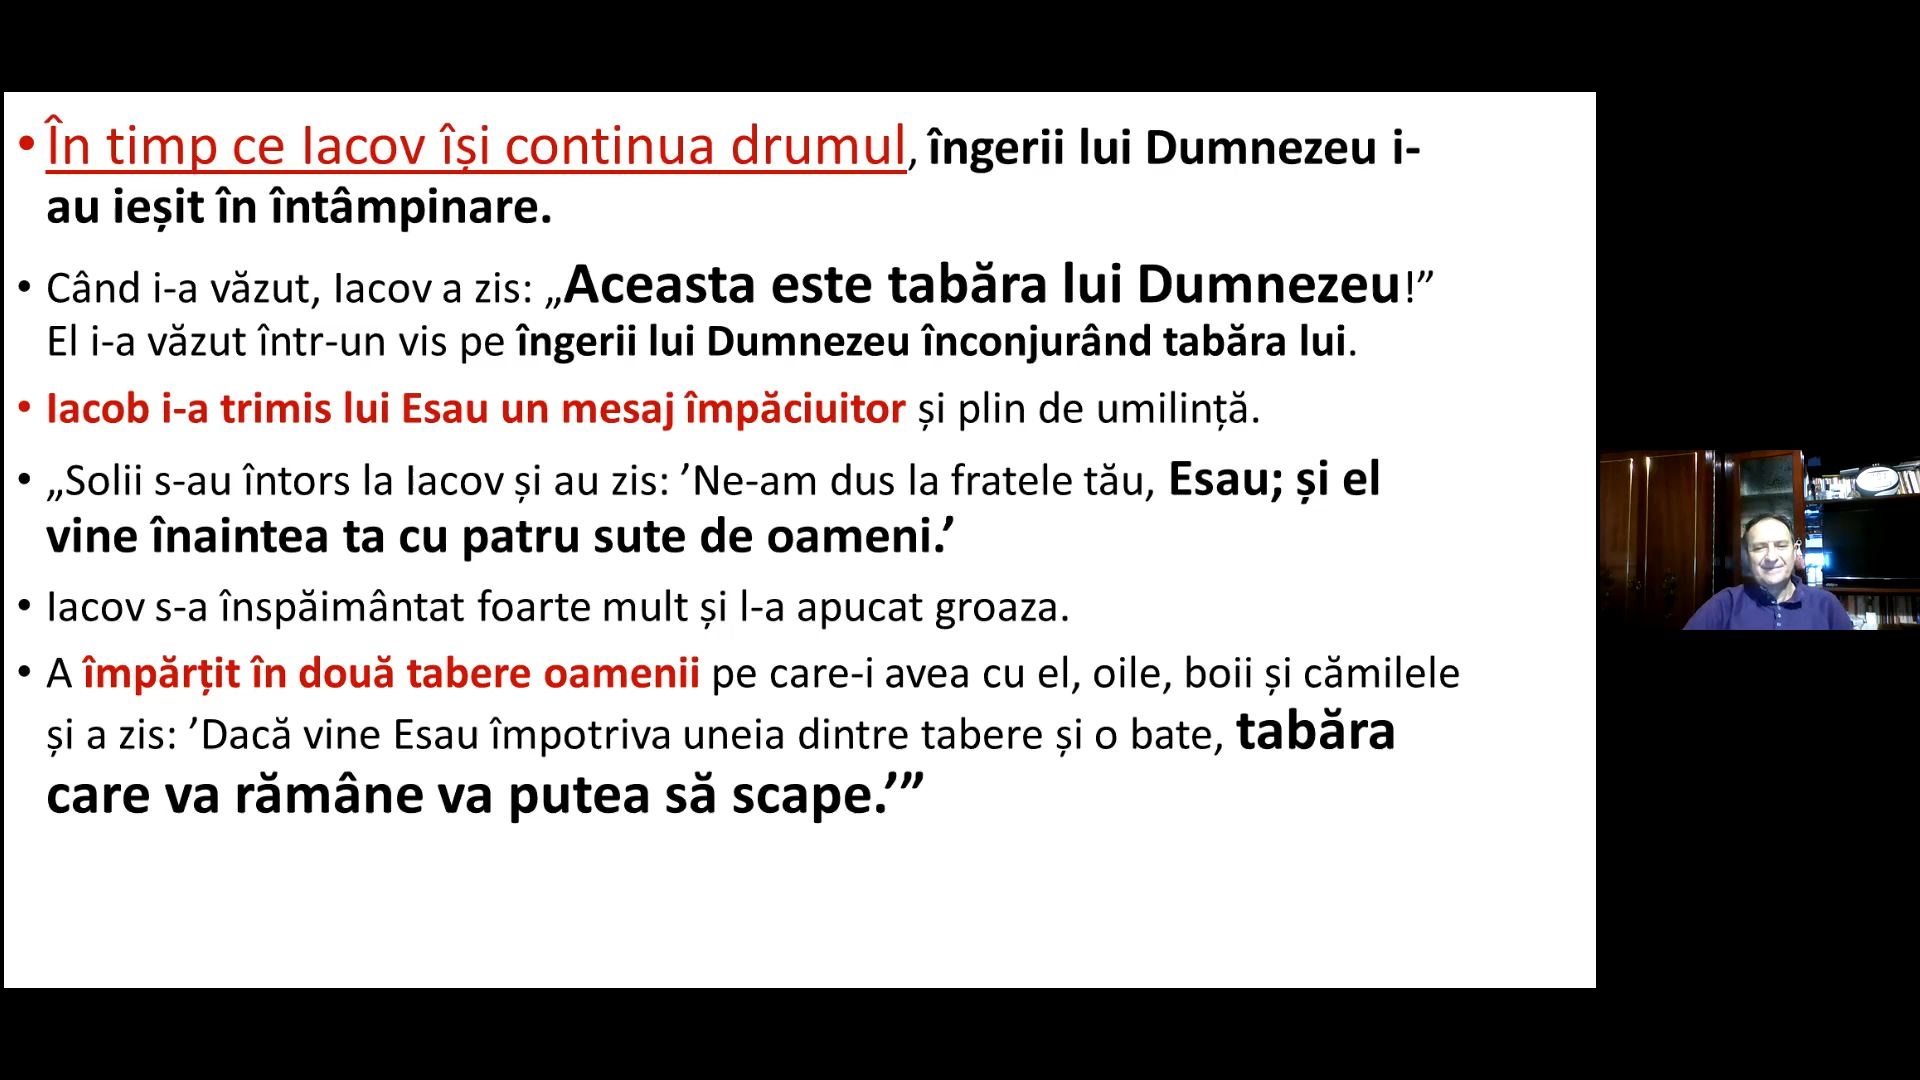 • În timp ce Iacov își continua drumul, îngerii lui Dumnezeu i-
au ieșit în întâmpinare.
• Când i-a văzut, Iacov a zis: „Aceasta este tabăra lui Dumnezeu!”
El i-a văzut într-un vis pe îngerii lui Dumnezeu înconjurând tabăra lui.
• Iacob i-a trimis lui Esau un mesaj împăciuitor și plin de umilință.
• „Solii s-au întors la Iacov și au zis: ’Ne-am dus la fratele tău, Esau; și el
vine înaintea ta cu patru sute de oameni.’
• Iacov s-a înspăimântat foarte mult și l-a apucat groaza.
• A împărțit în două tabere oamenii pe care-i avea cu el, oile, boii și cămilele
și a zis: ’Dacă vine Esau împotriva uneia dintre tabere și o bate, tabăra
care va rămâne va putea să scape.’”